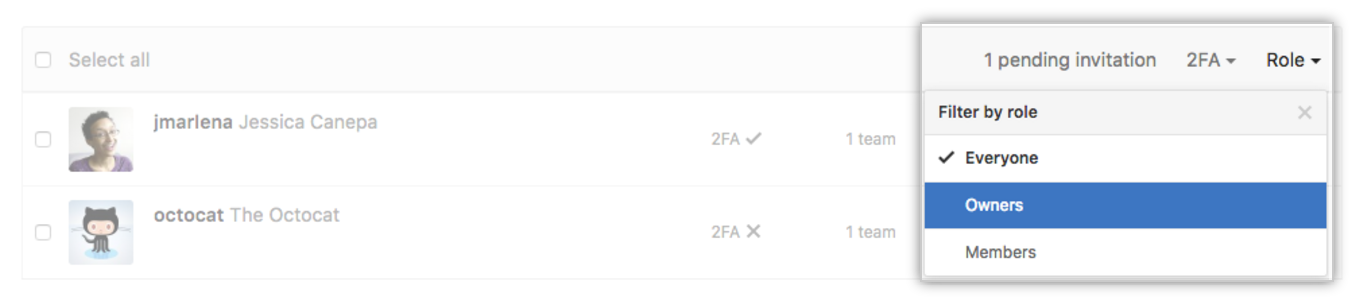 Select all
1 pending invitation 2FA Role
Filter by role
jmarlena Jessica Canepa
2FA 1 team
Everyone
Owners
octocat The Octocat
2FA 1 team
Members